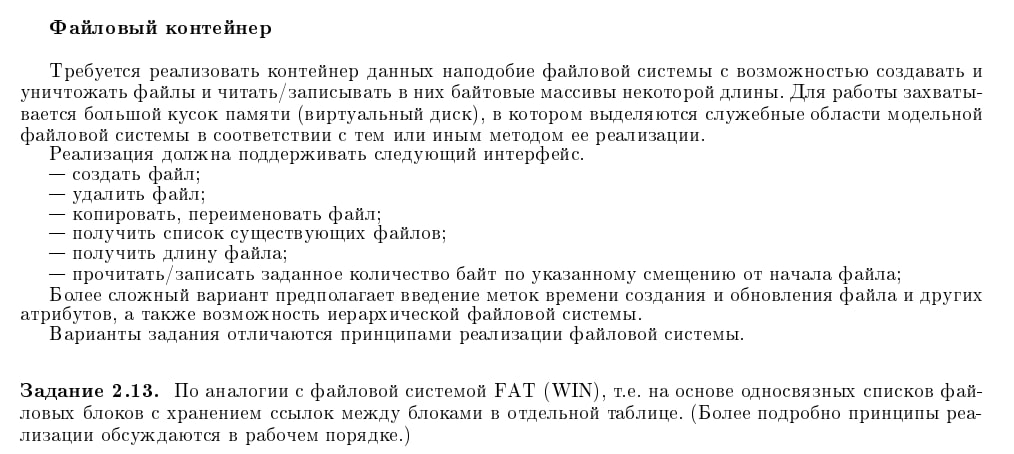 Файловый контейнер
Требуется реализовать контейнер данных наподобие файловой системы с возможностью создавать и
уничтожать файлы и читать/записывать в них байтовые массивы некоторой длины. Для работы захваты-
вается большой кусок памяти (виртуальный диск), в котором выделяются служебные области модельной
файловой системы в соответствии с тем или иным методом ее реализации.
Реализация должна поддерживать следующий интерфейс.
— создать файл;
— удалить файл;
— копировать, переименовать файл;
— получить список существующих файлов;
— получить длину файла;
— прочитать/записать заданное количество байт по указанному смещению от начала файла;
Более сложный вариант предполагает введение меток времени создания и обновления файла и других
атрибутов, а также возможность иерархической файловой системы.
Варианты задания отличаются принципами реализации файловой системы.
Задание 2.13. По аналогии с файловой системой FAT (WIN), т.е. на основе односвязных списков фай-
ловых блоков с хранением ссылок между блоками в отдельной таблице. (Более подробно принципы реа-
лизации обсуждаются в рабочем порядке.)